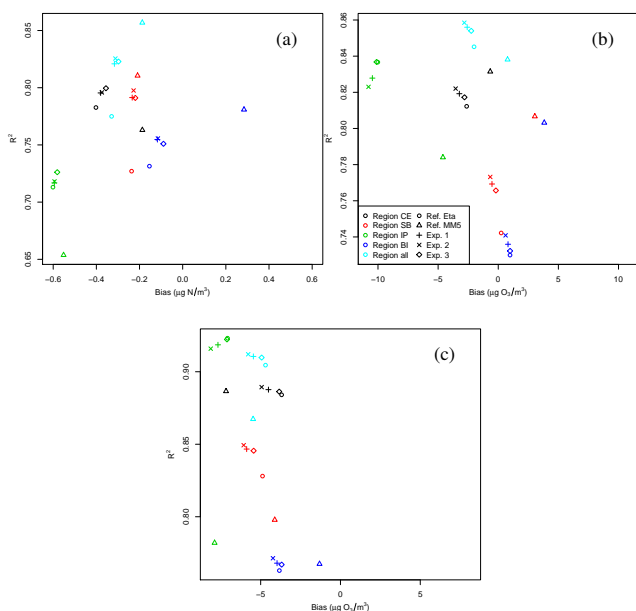 (a)
R²
0.85
0.80
0.75
0.70
0.65
−0.6 −0.4 −0.2 0.0 0.2 0.4 0.6
Bias (µg N/m³)
(b)
R²
0.86
0.84
0.82
0.80
0.78
0.76
0.74
Region CE Ref. Eta
Region SB Ref. MM5
Region IP Exp. 1
Region BI Exp. 2
Region all Exp. 3
−10 −5 0 5 10
Bias (µg O₃/m³)
(c)
R²
0.90
0.85
0.80
−5 0 5
Bias (µg O₃/m³)